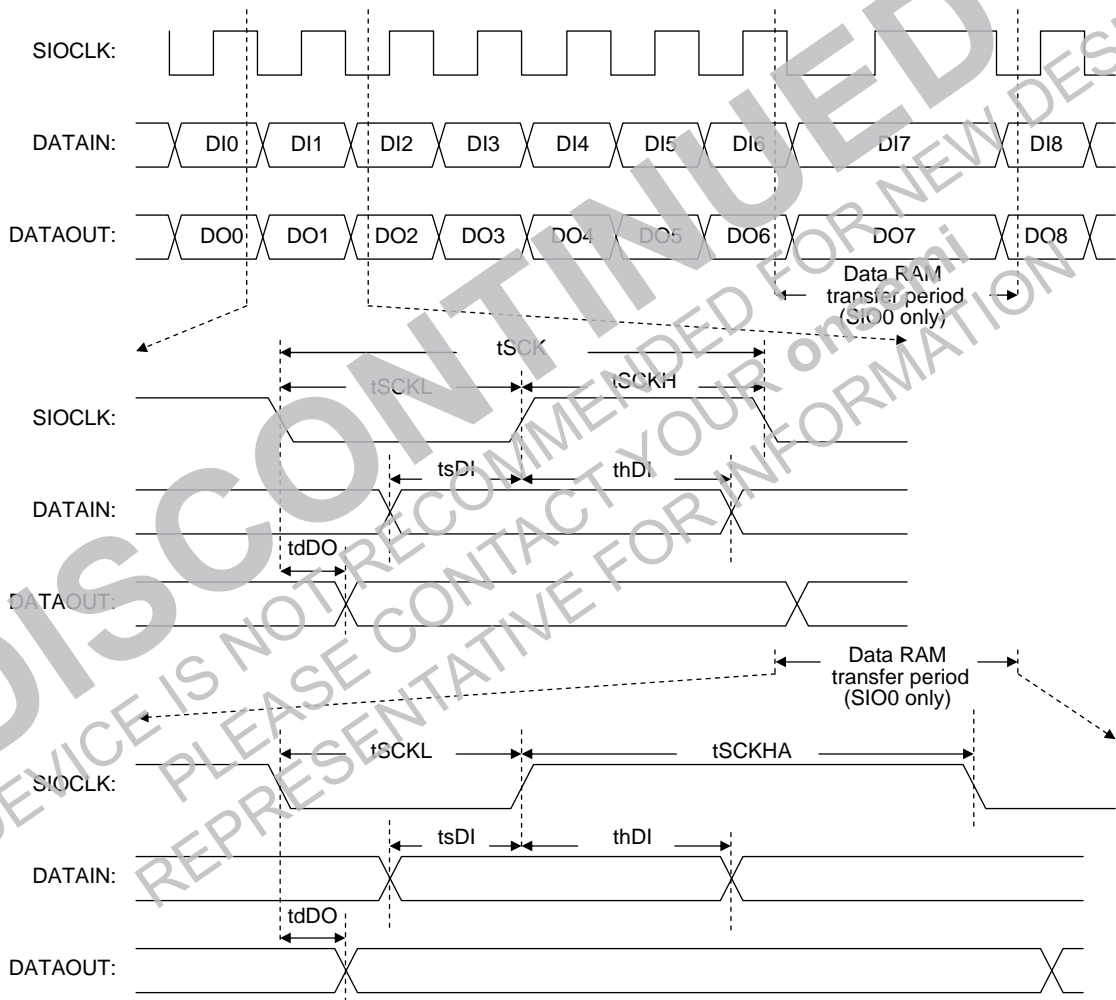 SIOCLK:
DATAIN: DI0 DI1 DI2 DI3 DI4 DI5 DI6 DI7 DI8
DATAOUT: DO0 DO1 DO2 DO3 DO4 DO5 DO6 DO7 DO8
Data RAM
transfer period
(SIO0 only)
tSCK
tSCKL tSCKH
SIOCLK:
tsDI thDI
DATAIN:
tdDO
DATAOUT:
Data RAM
transfer period
(SIO0 only)
tSCKL tSCKHA
SIOCLK:
tsDI thDI
DATAIN:
tdDO
DATAOUT:
DISCONTINUED
DEVICE IS NOT RECOMMENDED FOR NEW DESI
PLEASE CONTACT YOUR onsemi
REPRESENTATIVE FOR INFORMATION